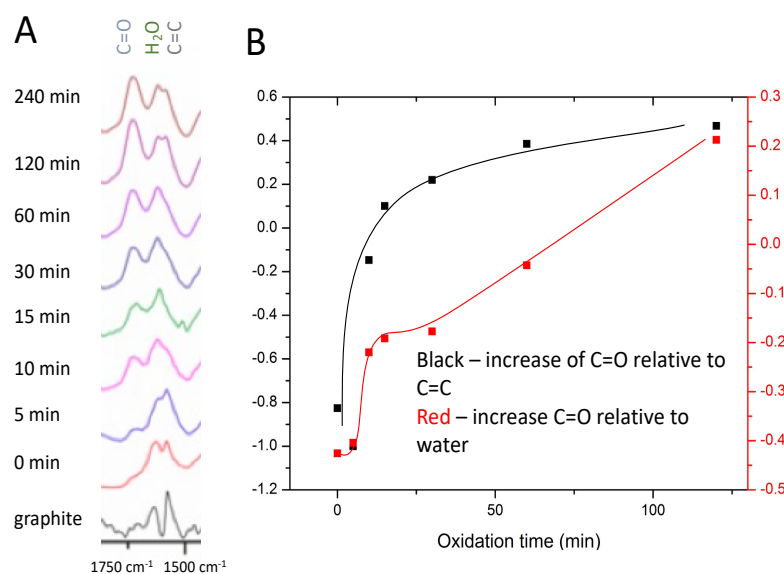 A
C=O
H₂O
C=C
240 min
120 min
60 min
30 min
15 min
10 min
5 min
0 min
graphite
1750 cm⁻¹
1500 cm⁻¹
B
0.6
0.4
0.2
0.0
-0.2
-0.4
-0.6
-0.8
-1.0
-1.2
0.3
0.2
0.1
0.0
-0.1
-0.2
-0.3
-0.4
-0.5
Black – increase of C=O relative to
C=C
Red – increase C=O relative to
water
0
50
100
Oxidation time (min)